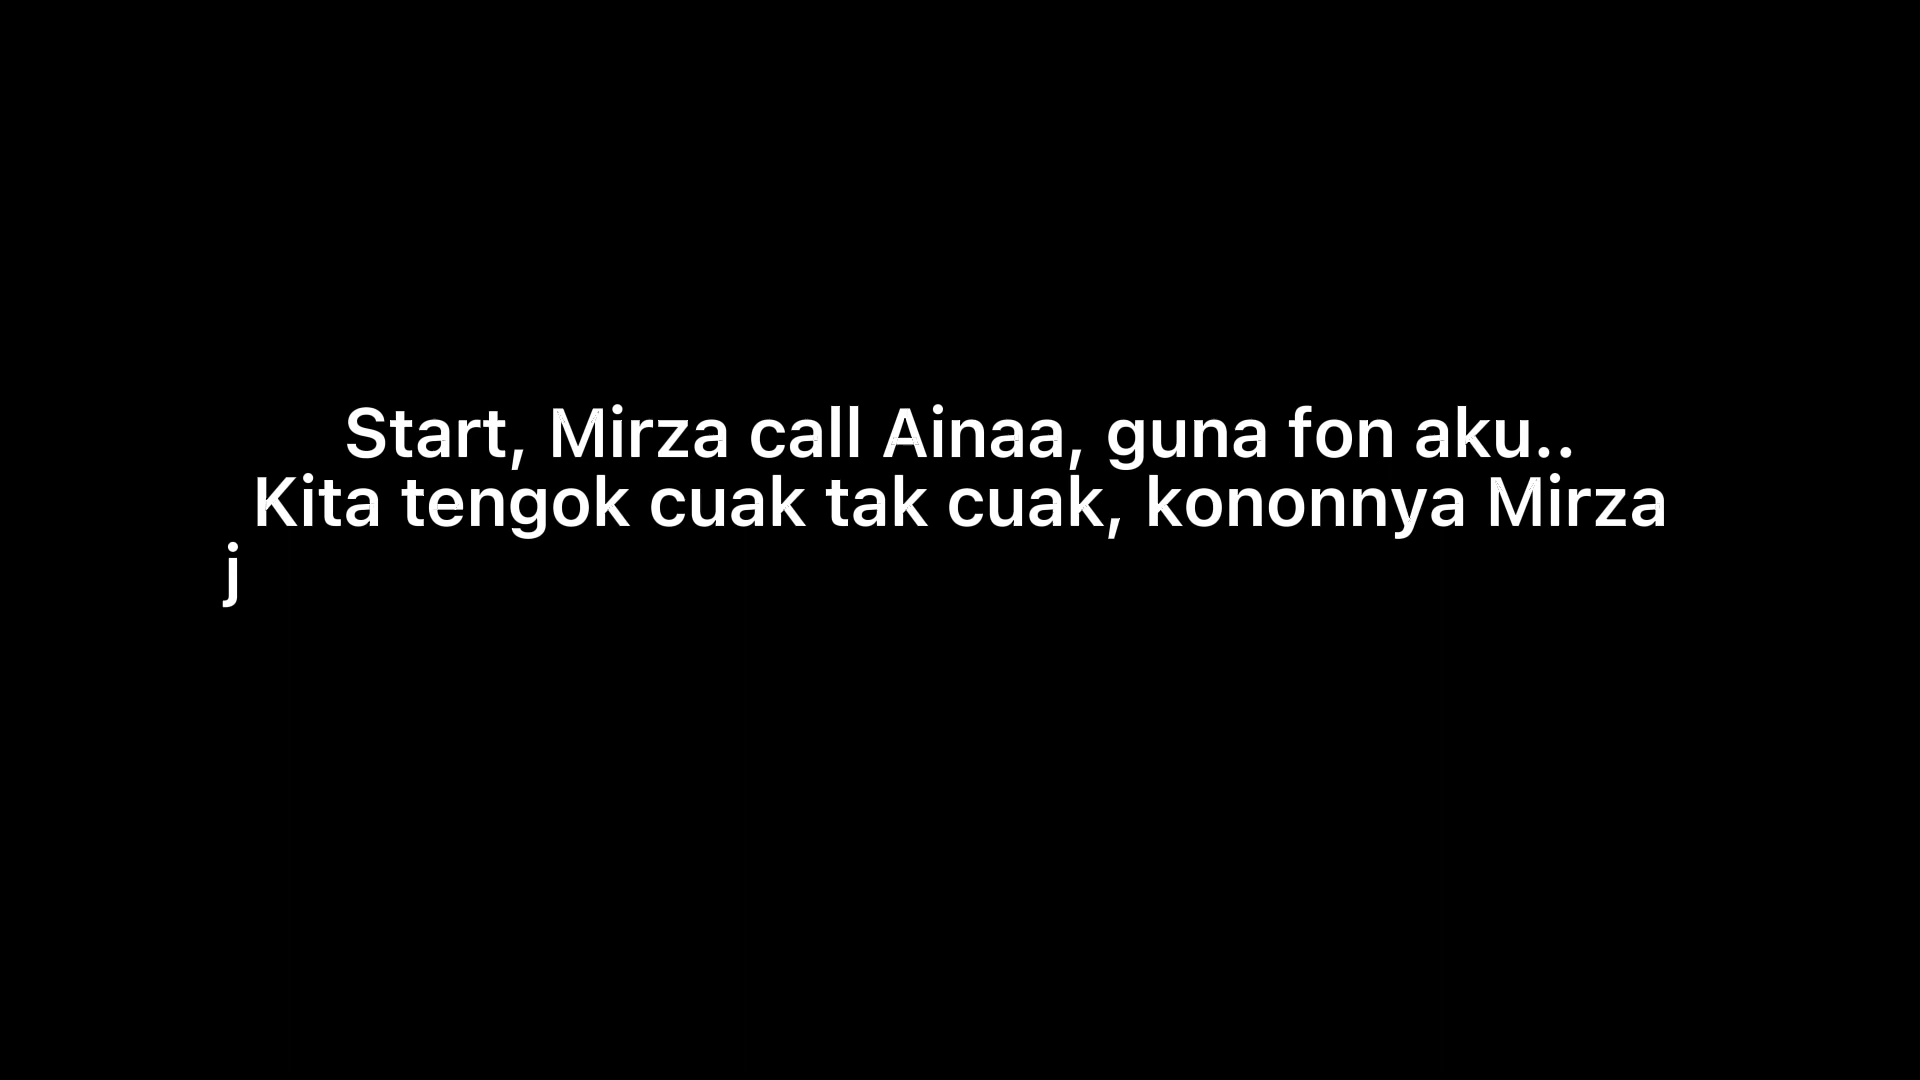 Start, Mirza call Ainaa, guna fon aku..
Kita tengok cuak tak cuak, kononnya Mirza
j